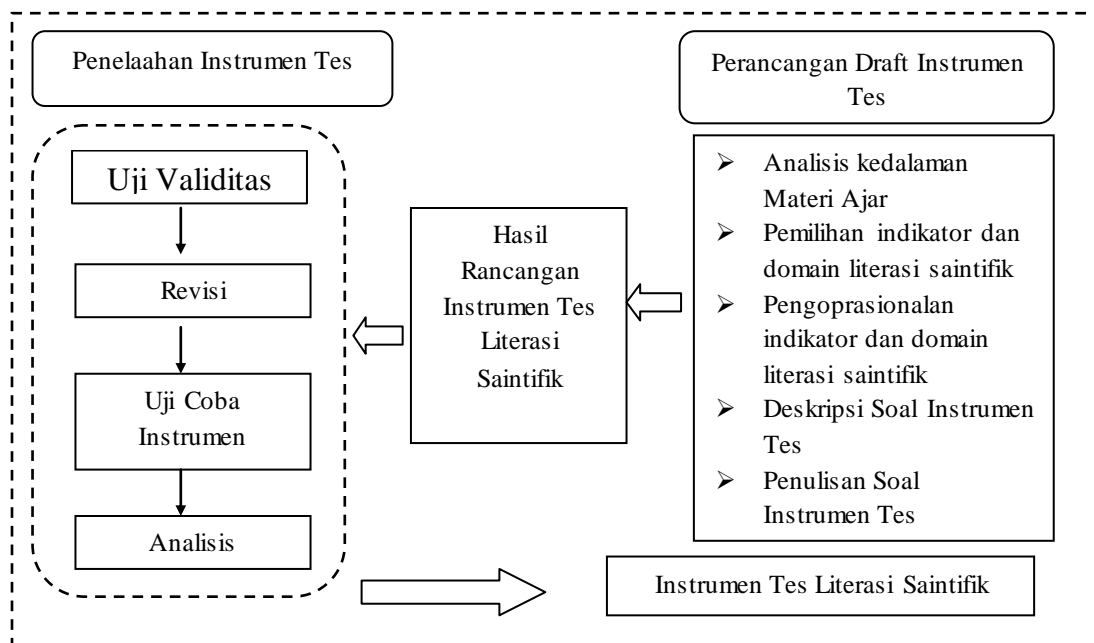 Penelaahan Instrumen Tes
Perancangan Draft Instrumen
Tes
Uji Validitas
Revisi
Uji Coba
Instrumen
Analisis
Hasil
Rancangan
Instrumen Tes
Literasi
Saintifik
➢ Analisis kedalaman
Materi Ajar
➢ Pemilihan indikator dan
domain literasi saintifik
➢ Pengoprasionalan
indikator dan domain
literasi saintifik
➢ Deskripsi Soal Instrumen
Tes
➢ Penulisan Soal
Instrumen Tes
Instrumen Tes Literasi Saintifik